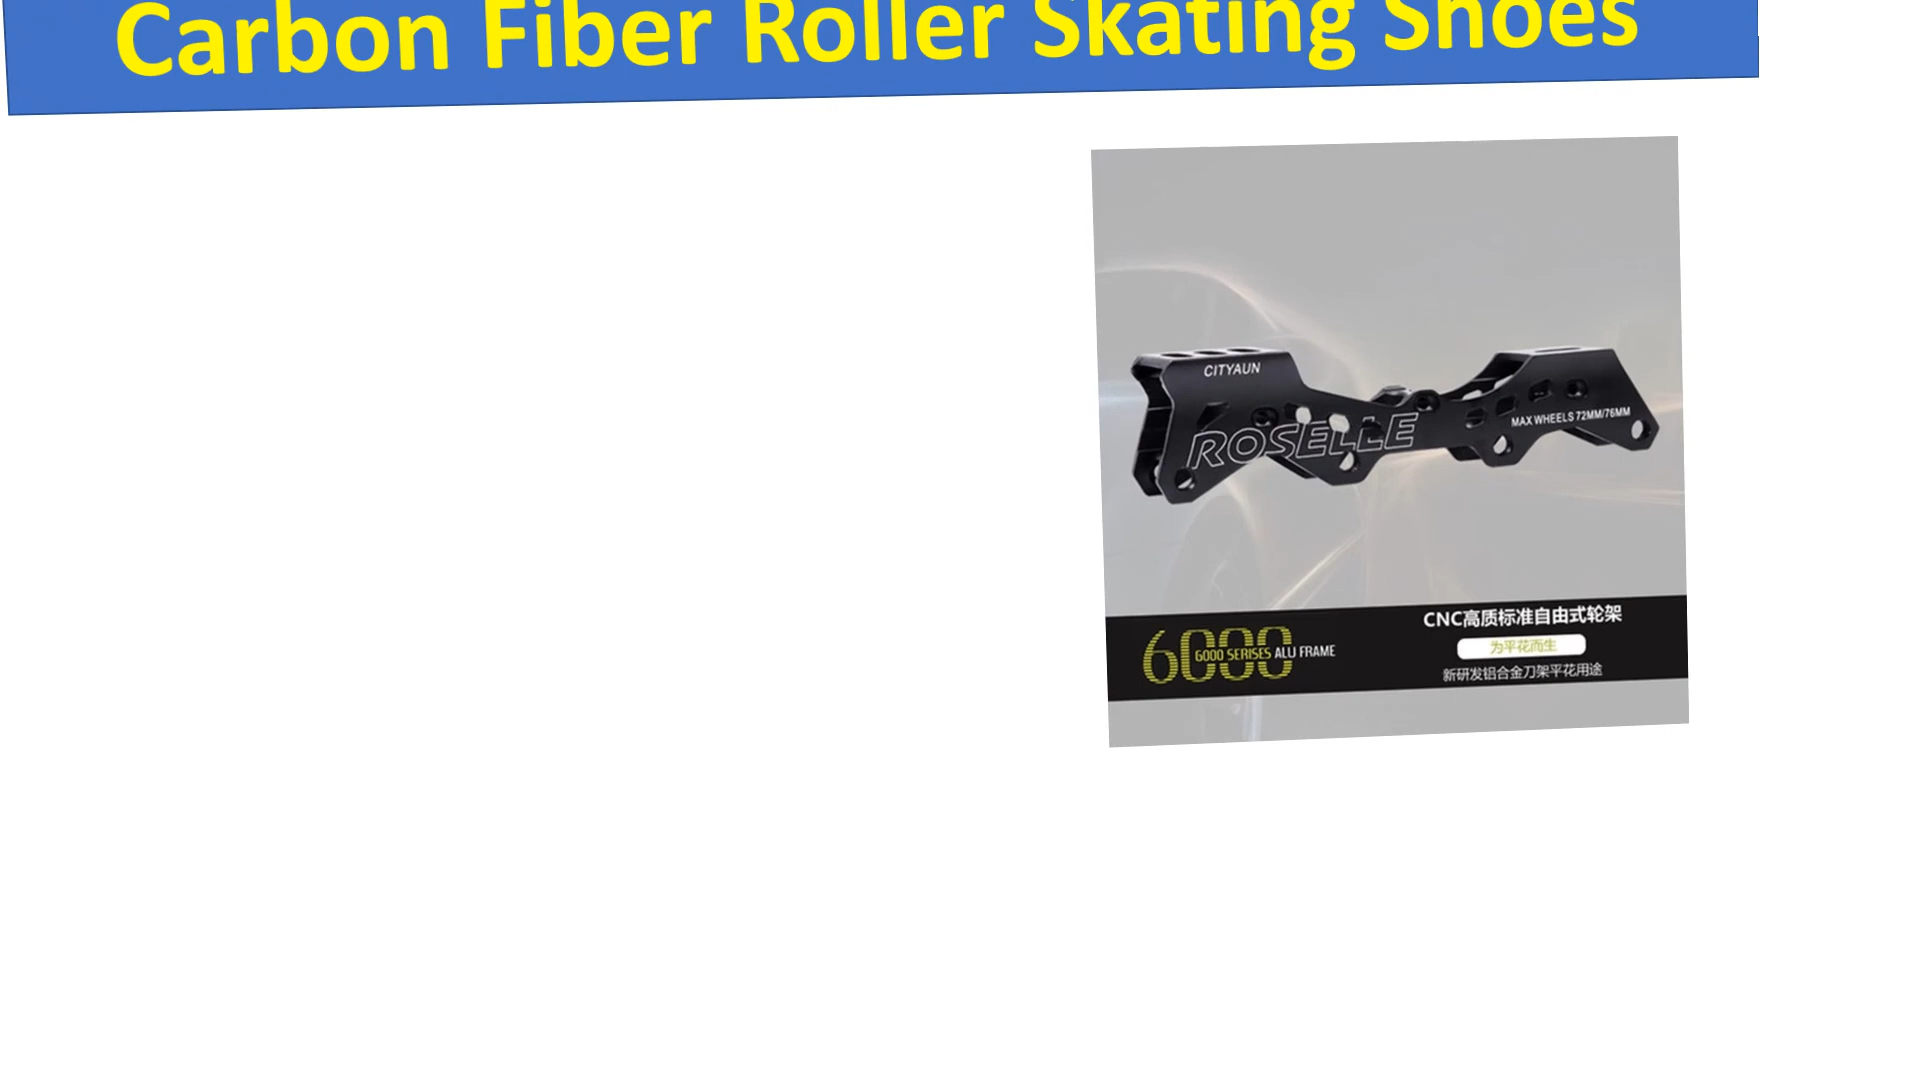 Carbon Fiber Roller Skating Shoes
CITYAUN
ROSELLE
MAX WHEELS 72MM/76MM
6000
6000 SERISES ALU FRAME
CNC高质标准自由式轮架
为平花而生
新研发铝合金刀架平花用途